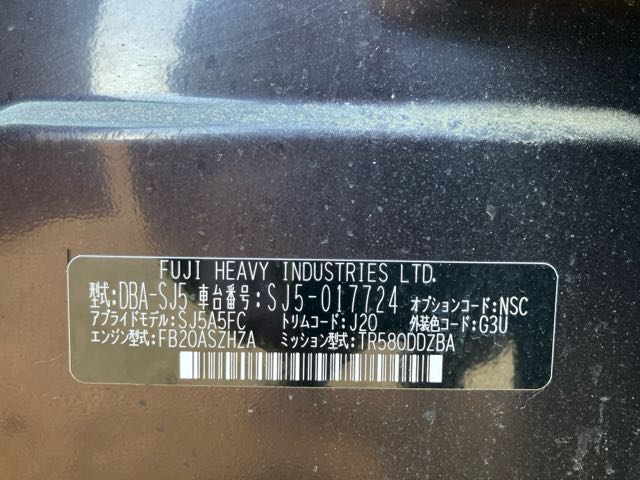 FUJI HEAVY INDUSTRIES LTD.
型式:DBA-SJ5 車台番号:SJ5-017724 オプションコード:NSC
アプライドモデル:SJ5A5FC トリムコード:J20 外装色コード:G3U
エンジン型式:FB20ASZHZA ミッション型式:TR580DDZBA